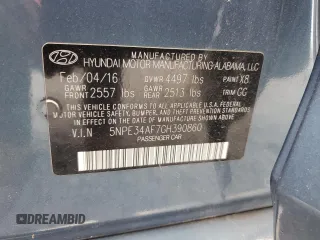 MANUFACTURED BY
HYUNDAI MOTOR MANUFACTURING ALABAMA, LLC
Feb/04/16 GVWR 4497 lbs PAINT X8
GAWR FRONT 2557 lbs GAWR REAR 2513 lbs TRIM GG
V.I.N 5NPE34AF7GH390860
PASSENGER CAR